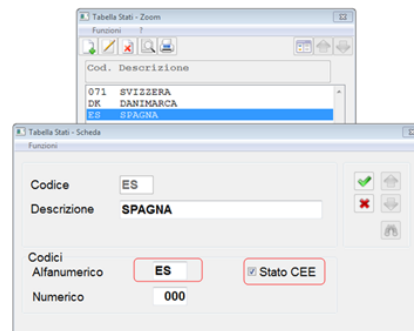 Tabella Stati - Zoom
Funzioni ?
Cod. Descrizione
071 SVIZZERA
DK DANIMARCA
ES SPAGNA
Tabella Stati - Scheda
Funzioni
Codice ES
Descrizione SPAGNA
Codici
Alfanumerico ES Stato CEE
Numerico 000